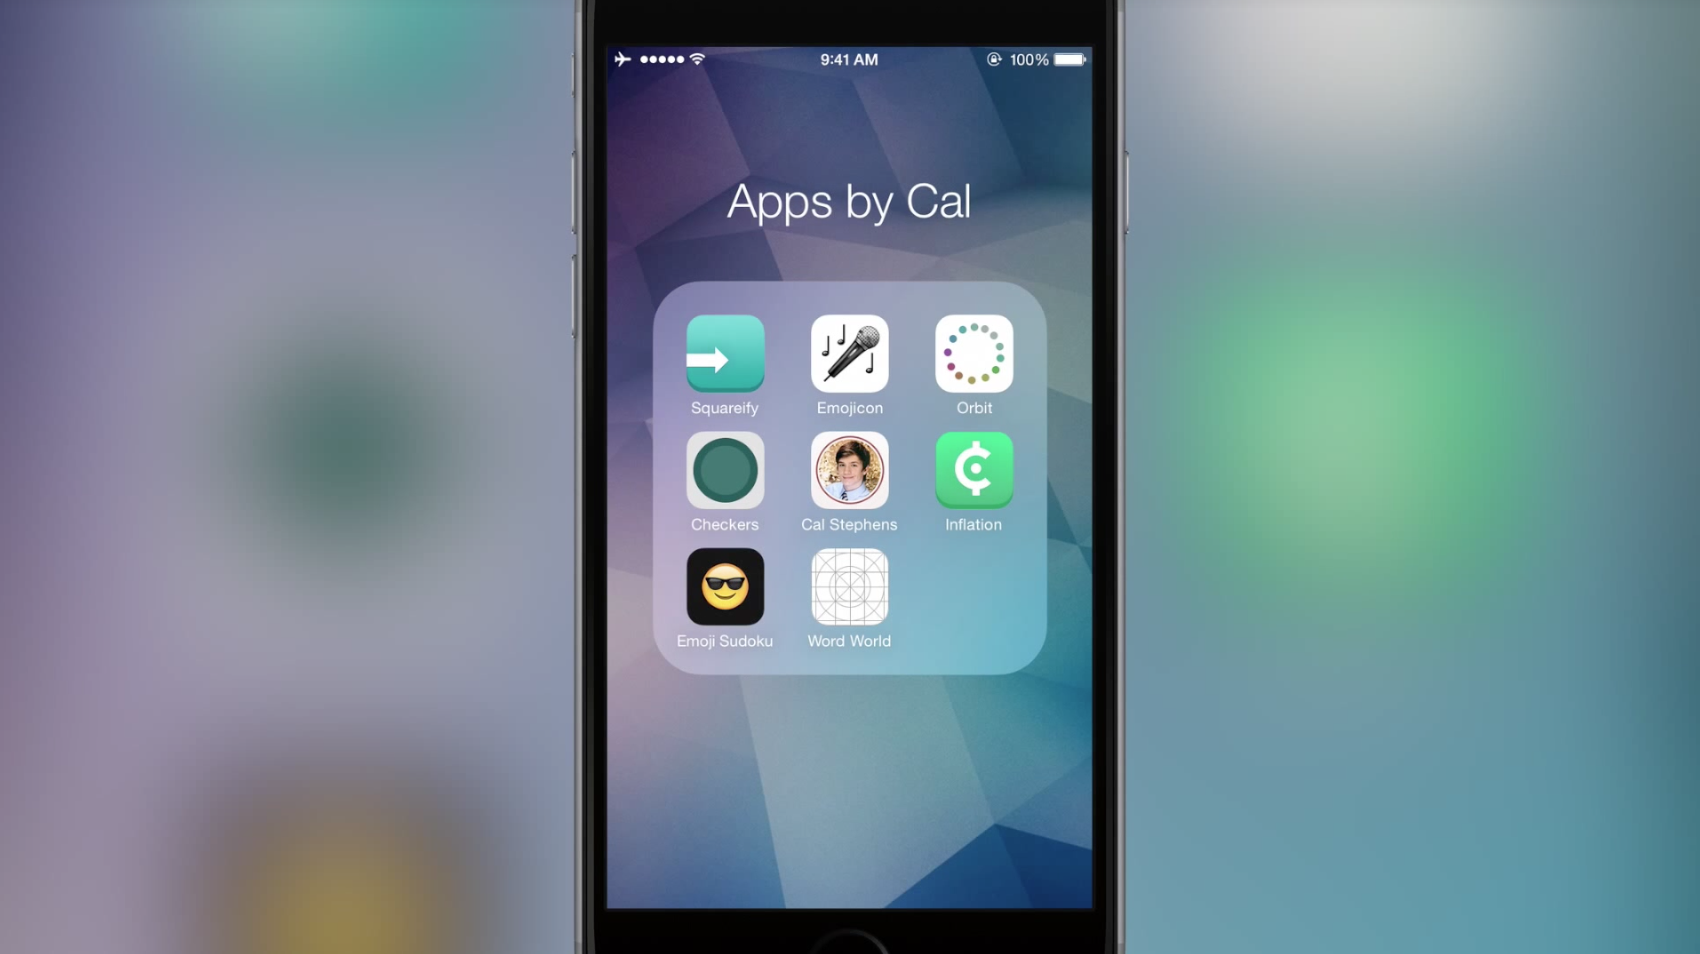 9:41 AM
100%
Apps by Cal
Squareify
Emojicon
Orbit
Checkers
Cal Stephens
Inflation
Emoji Sudoku
Word World